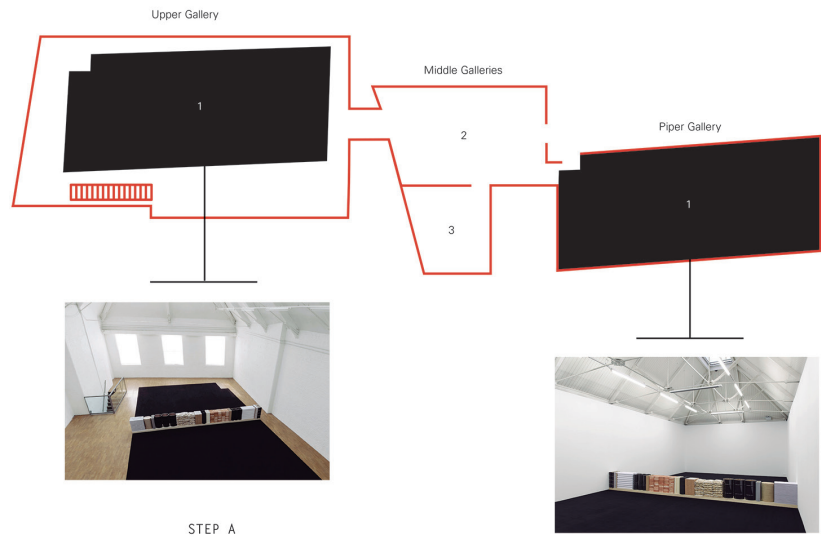 Upper Gallery
Middle Galleries
Piper Gallery
1
2
3
1
STEP A